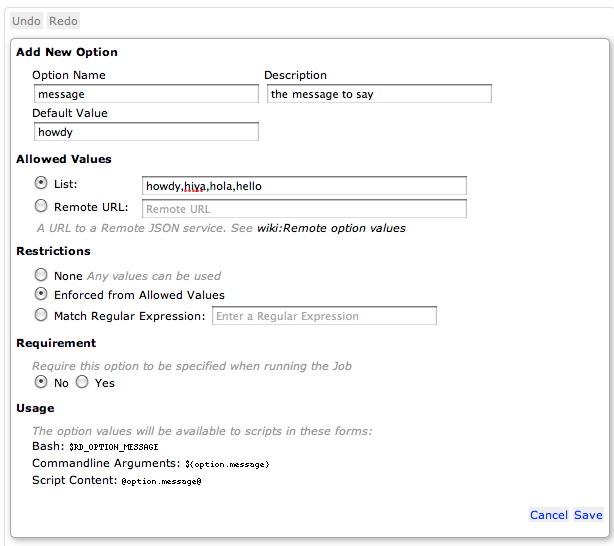 Undo Redo
Add New Option
Option Name Description
message the message to say
Default Value
howdy
Allowed Values
List: howdy,hiya,hola,hello
Remote URL: Remote URL
A URL to a Remote JSON service. See wiki:Remote option values
Restrictions
None Any values can be used
Enforced from Allowed Values
Match Regular Expression: Enter a Regular Expression
Requirement
Require this option to be specified when running the Job
No Yes
Usage
The option values will be available to scripts in these forms:
Bash: $RD_OPTION_MESSAGE
Commandline Arguments: ${option.message}
Script Content: @option.message@
Cancel Save